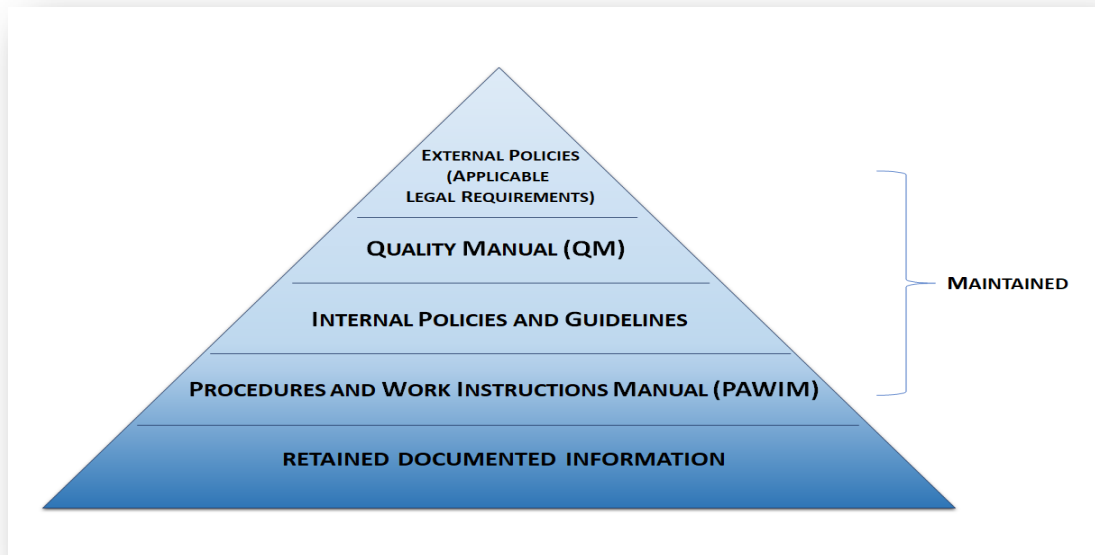 External Policies
(Applicable
Legal Requirements)
Quality Manual (QM)
Internal Policies and Guidelines
Maintained
Procedures and Work Instructions Manual (PAWIM)
retained documented information